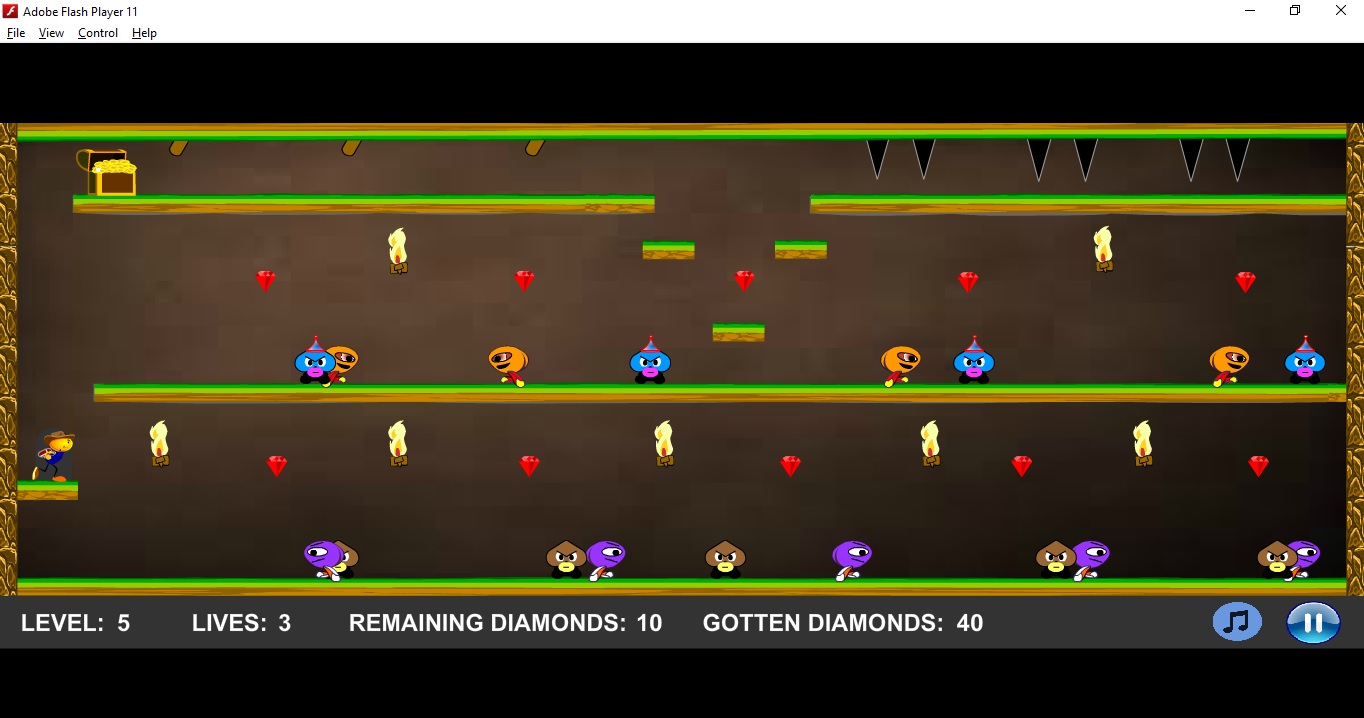 Adobe Flash Player 11
File View Control Help
LEVEL: 5 LIVES: 3 REMAINING DIAMONDS: 10 GOTTEN DIAMONDS: 40